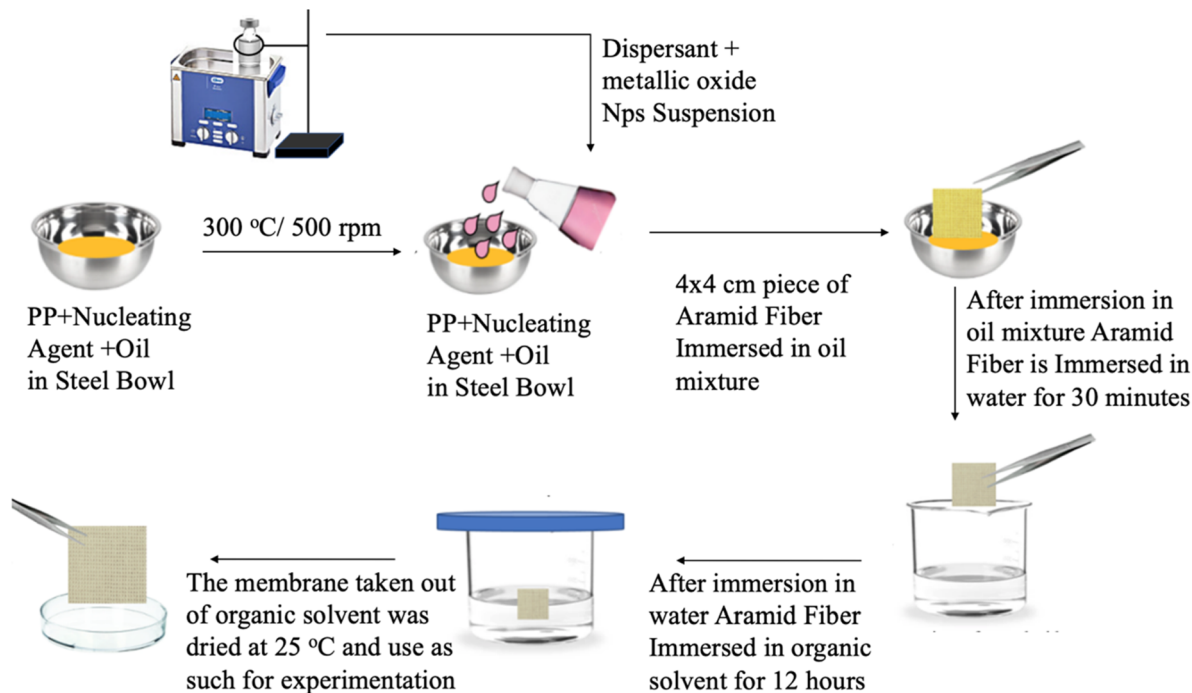 Dispersant +
metallic oxide
Nps Suspension
300 °C/ 500 rpm
PP+Nucleating
Agent +Oil
in Steel Bowl
PP+Nucleating
Agent +Oil
in Steel Bowl
4x4 cm piece of
Aramid Fiber
Immersed in oil
mixture
After immersion in
oil mixture Aramid
Fiber is Immersed in
water for 30 minutes
After immersion in
water Aramid Fiber
Immersed in organic
solvent for 12 hours
The membrane taken out
of organic solvent was
dried at 25 °C and use as
such for experimentation